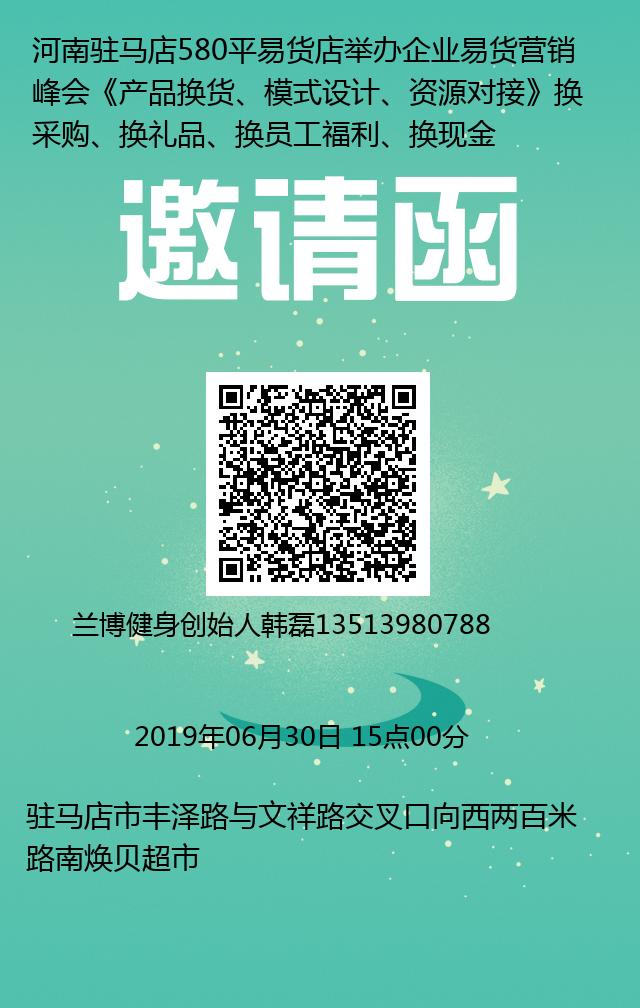 河南驻马店580平易货店举办企业易货营销
峰会《产品换货、模式设计、资源对接》换
采购、换礼品、换员工福利、换现金
邀请函
兰博健身创始人韩磊13513980788
2019年06月30日 15点00分
驻马店市丰泽路与文祥路交叉口向西两百米
路南焕贝超市